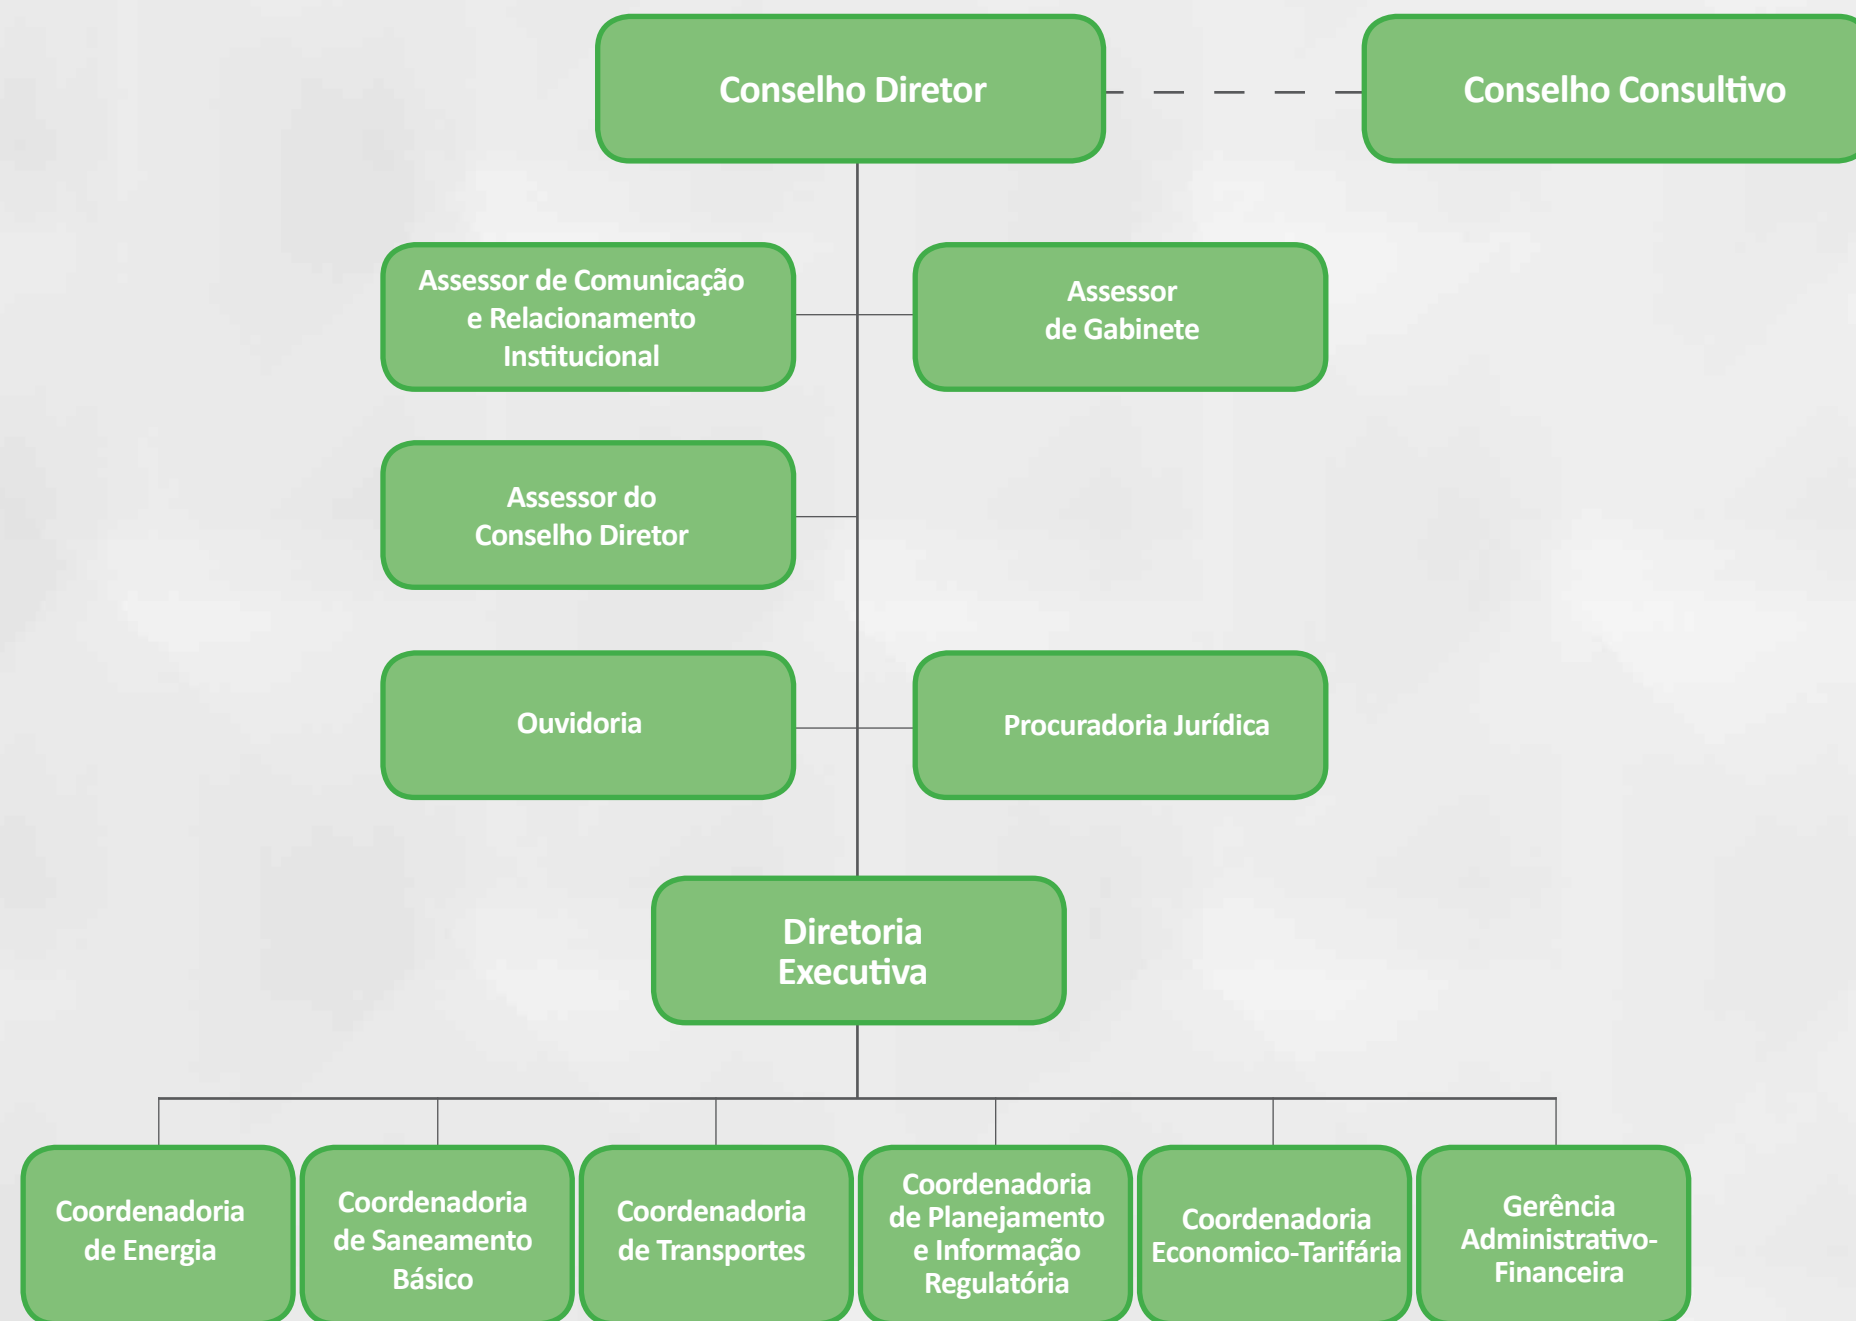 Conselho Diretor
Conselho Consultivo
Assessor de Comunicação
e Relacionamento
Institucional
Assessor
de Gabinete
Assessor do
Conselho Diretor
Ouvidoria
Procuradoria Jurídica
Diretoria
Executiva
Coordenadoria
de Energia
Coordenadoria
de Saneamento
Básico
Coordenadoria
de Transportes
Coordenadoria
de Planejamento
e Informação
Regulatória
Coordenadoria
Economico-Tarifária
Gerência
Administrativo-
Financeira